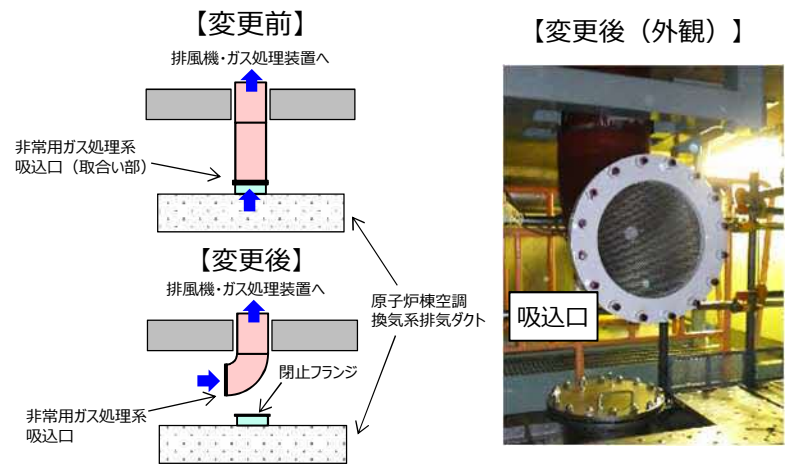 【変更前】
排風機・ガス処理装置へ
非常用ガス処理系
吸込口（取合い部）
【変更後】
排風機・ガス処理装置へ
原子炉棟空調
換気系排気ダクト
閉止フランジ
非常用ガス処理系
吸込口
【変更後（外観）】
吸込口